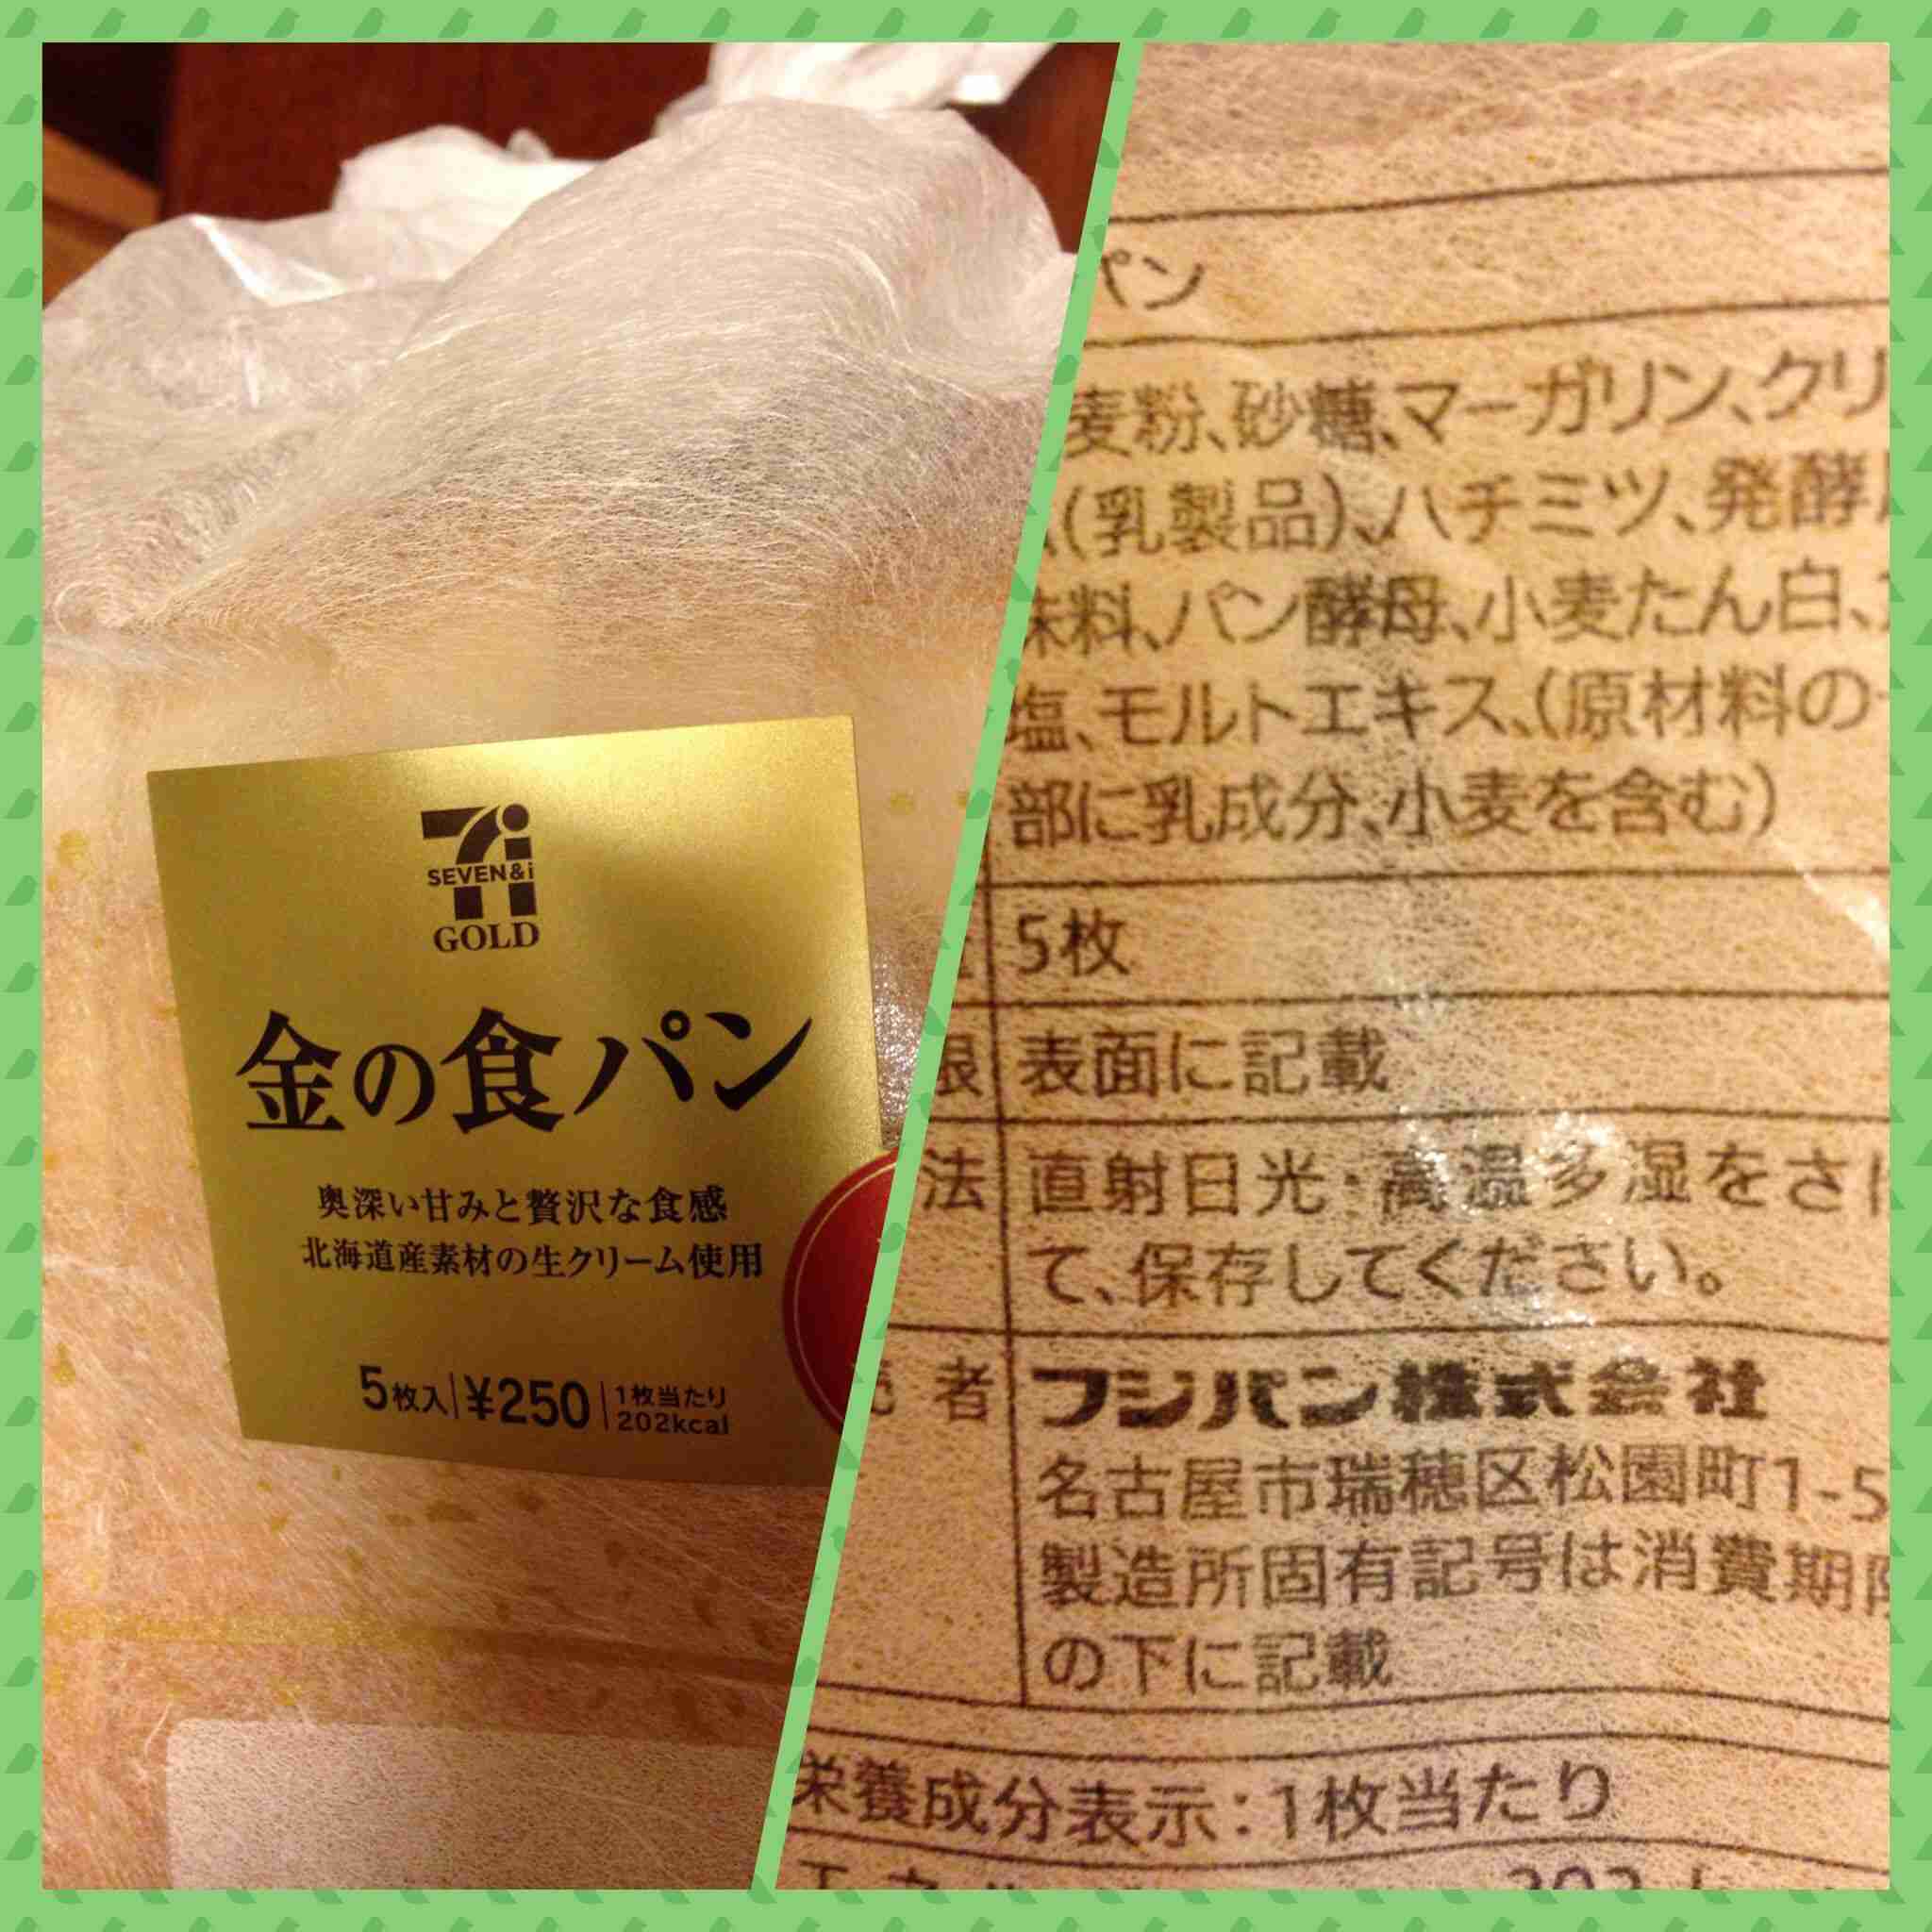 SEVEN&i
GOLD
金の食パン
奥深い甘みと贅沢な食感
北海道産素材の生クリーム使用
5枚入 ¥250 1枚当たり
202kcal
パン
麦粉、砂糖、マーガリン、クリ
(乳製品)、ハチミツ、発酵
味料、パン酵母、小麦たん白、
塩、モルトエキス、(原材料の
部に乳成分、小麦を含む)
5枚
限 表面に記載
法 直射日光・高温多湿をさけ
て、保存してください。
者 フジパン株式会社
名古屋市瑞穂区松園町1-5
製造所固有記号は消費期限
の下に記載
栄養成分表示:1枚当たり